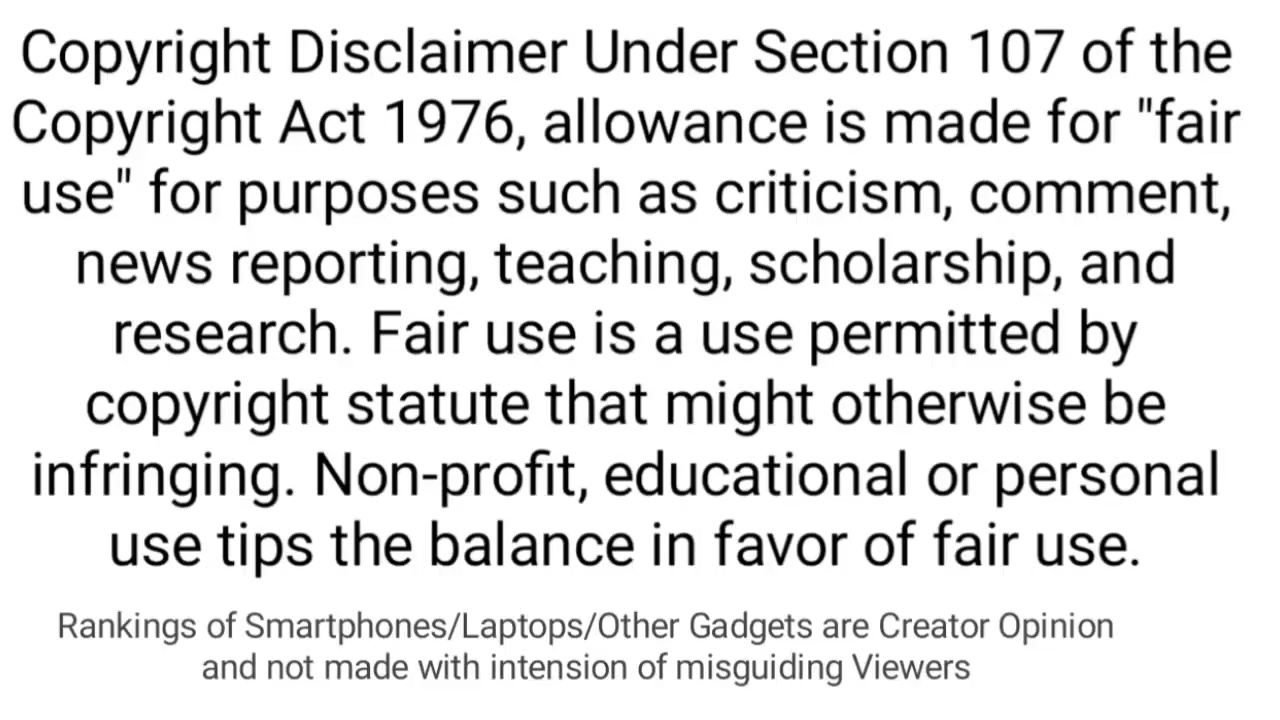 Copyright Disclaimer Under Section 107 of the
Copyright Act 1976, allowance is made for "fair
use" for purposes such as criticism, comment,
news reporting, teaching, scholarship, and
research. Fair use is a use permitted by
copyright statute that might otherwise be
infringing. Non-profit, educational or personal
use tips the balance in favor of fair use.
Rankings of Smartphones/Laptops/Other Gadgets are Creator Opinion
and not made with intension of misguiding Viewers